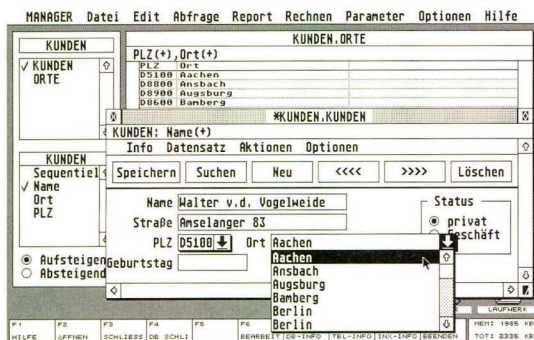 MANAGER Datei Edit Abfrage Report Rechnen Parameter Optionen Hilfe
KUNDEN
KUNDEN
ORTE
KUNDEN.ORTE
PLZ(+),Ort(+)
PLZ Ort
D5100 Aachen
D8800 Ansbach
D8900 Augsburg
D8600 Bamberg
*KUNDEN.KUNDEN
KUNDEN: Name(+)
Info Datensatz Aktionen Optionen
Speichern Suchen Neu <<<< >>>> Löschen
Name Walter v.d. Vogelweide
Straße Amselanger 83
PLZ D5100 Ort Aachen
Geburtstag
Status
privat
Geschäft
Aachen
Ansbach
Augsburg
Bamberg
Berlin
Berlin
KUNDEN
Sequentiel
Name
Ort
PLZ
Aufsteigen
Absteigend
LAUFWERK
F1 F2 F3 F4 F5 F6
HILFE ÖFFNEN SCHLIESS DB SCHLI BEARBEIT DB-INFO TBL-INFO INX-INFO BEENDEN
MEM: 1985 KB
TOT: 2335 KB